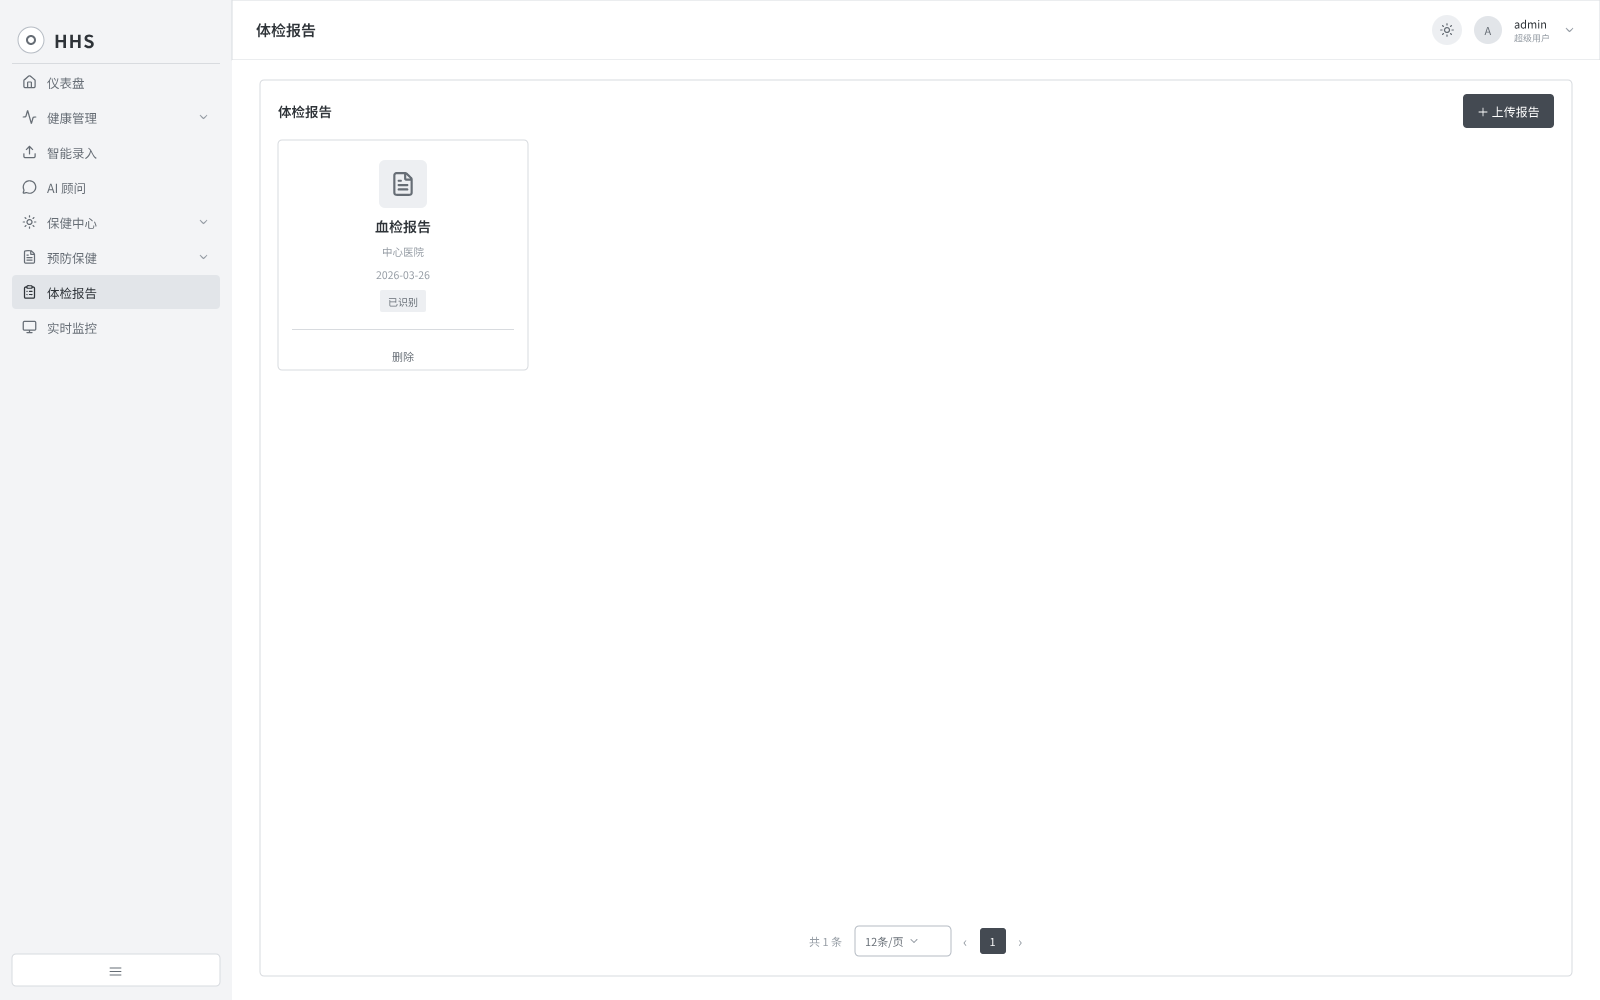 HHS
仪表盘
健康管理
智能录入
AI 顾问
保健中心
预防保健
体检报告
实时监控
体检报告
A
admin
超级用户
体检报告
+ 上传报告
血检报告
中心医院
2026-03-26
已识别
删除
共 1 条
12条/页
‹ 1 ›